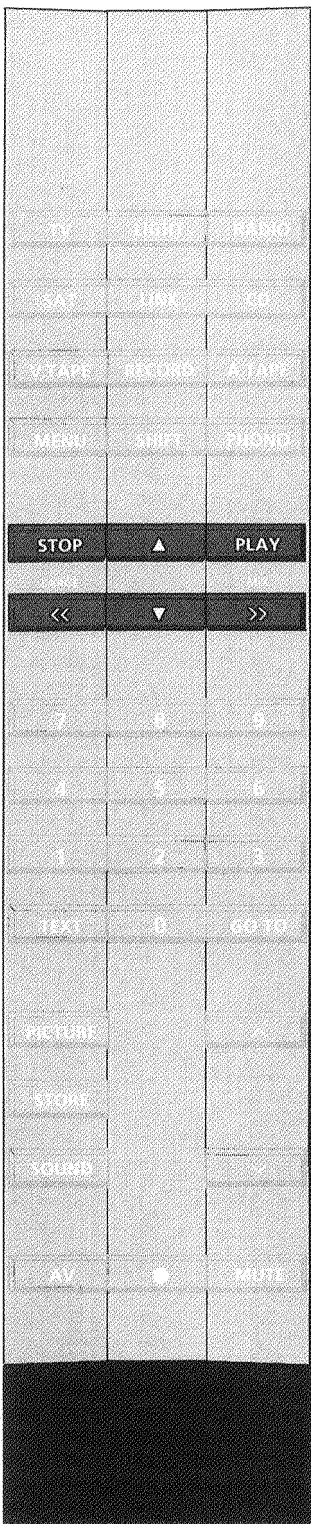 TV LIGHT RADIO
SAT LINK CD
V.TAPE RECORD A.TAPE
MENU SHIFT PHONO
STOP ▲ PLAY
<< ▼ >>
7 8 9
4 5 6
1 2 3
TEXT 0 GO TO
PICTURE
STORE
SOUND
AV ● MUTE